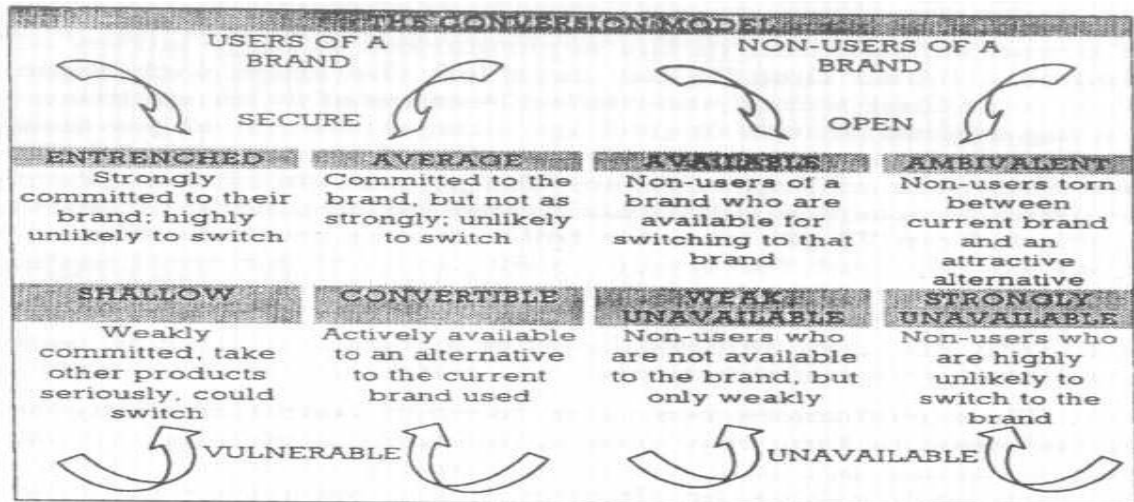 THE CONVERSION MODEL
USERS OF A
BRAND
NON-USERS OF A
BRAND
SECURE
OPEN
ENTRENCHED
Strongly
committed to their
brand; highly
unlikely to switch
AVERAGE
Committed to the
brand, but not as
strongly; unlikely
to switch
AVAILABLE
Non-users of a
brand who are
available for
switching to that
brand
AMBIVALENT
Non-users torn
between
current brend
and an
attractive
alternative
SHALLOW
Weakly
committed, take
other products
seriously, could
switch
CONVERTIBLE
Actively available
to an alternative
to the current
brand used
WEAK
UNAVAILABLE
Non-users who
are not available
to the brand, but
only weakly
STRONGLY
UNAVAILABLE
Non-users who
are highly
unlikely to
switch to the
brand
VULNERABLE
UNAVAILABLE